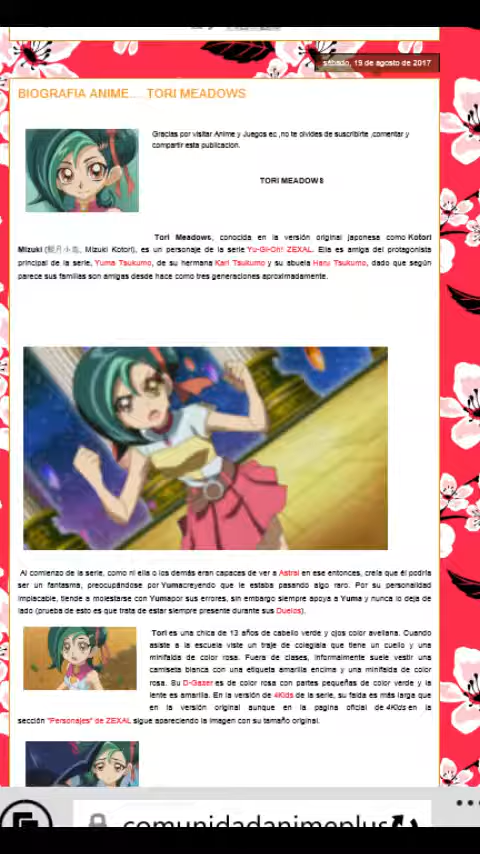 sábado, 19 de agosto de 2017
BIOGRAFIA ANIME.....TORI MEADOWS
Gracias por visitar Anime y Juegos ec ,no te olvides de suscribirte ,comentar y
compartir esta publicacion.
TORI MEADOWS
Tori Meadows, conocida en la versión original japonesa como Kotori
Mizuki (観月小鳥, Mizuki Kotori), es un personaje de la serie Yu-Gi-Oh! ZEXAL. Ella es amiga del protagonista
principal de la serie, Yuma Tsukumo, de su hermana Kari Tsukumo y su abuela Haru Tsukumo, dado que según
parece sus familias son amigas desde hace como tres generaciones aproximadamente.
Al comienzo de la serie, como ni ella o los demás eran capaces de ver a Astral en ese entonces, creía que él podría
ser un fantasma, preocupándose por Yumacreyendo que le estaba pasando algo raro. Por su personalidad
implacable, tiende a molestarse con Yumapor sus errores, sin embargo siempre apoya a Yuma y nunca lo deja de
lado (prueba de esto es que trata de estar siempre presente durante sus Duelos).
Tori es una chica de 13 años de cabello verde y ojos color avellana. Cuando
asiste a la escuela viste un traje de colegiala que tiene un cuello y una
minifalda de color rosa. Fuera de clases, informalmente suele vestir una
camiseta blanca con una etiqueta amarilla encima y una minifalda de color
rosa. Su D-Gazer es de color rosa con partes pequeñas de color verde y la
lente es amarilla. En la versión de 4Kids de la serie, su falda es más larga que
en la versión original aunque en la pagina oficial de 4Kids en la
sección "Personajes" de ZEXAL sigue apareciendo la imagen con su tamaño original.
comunidadanimeplus